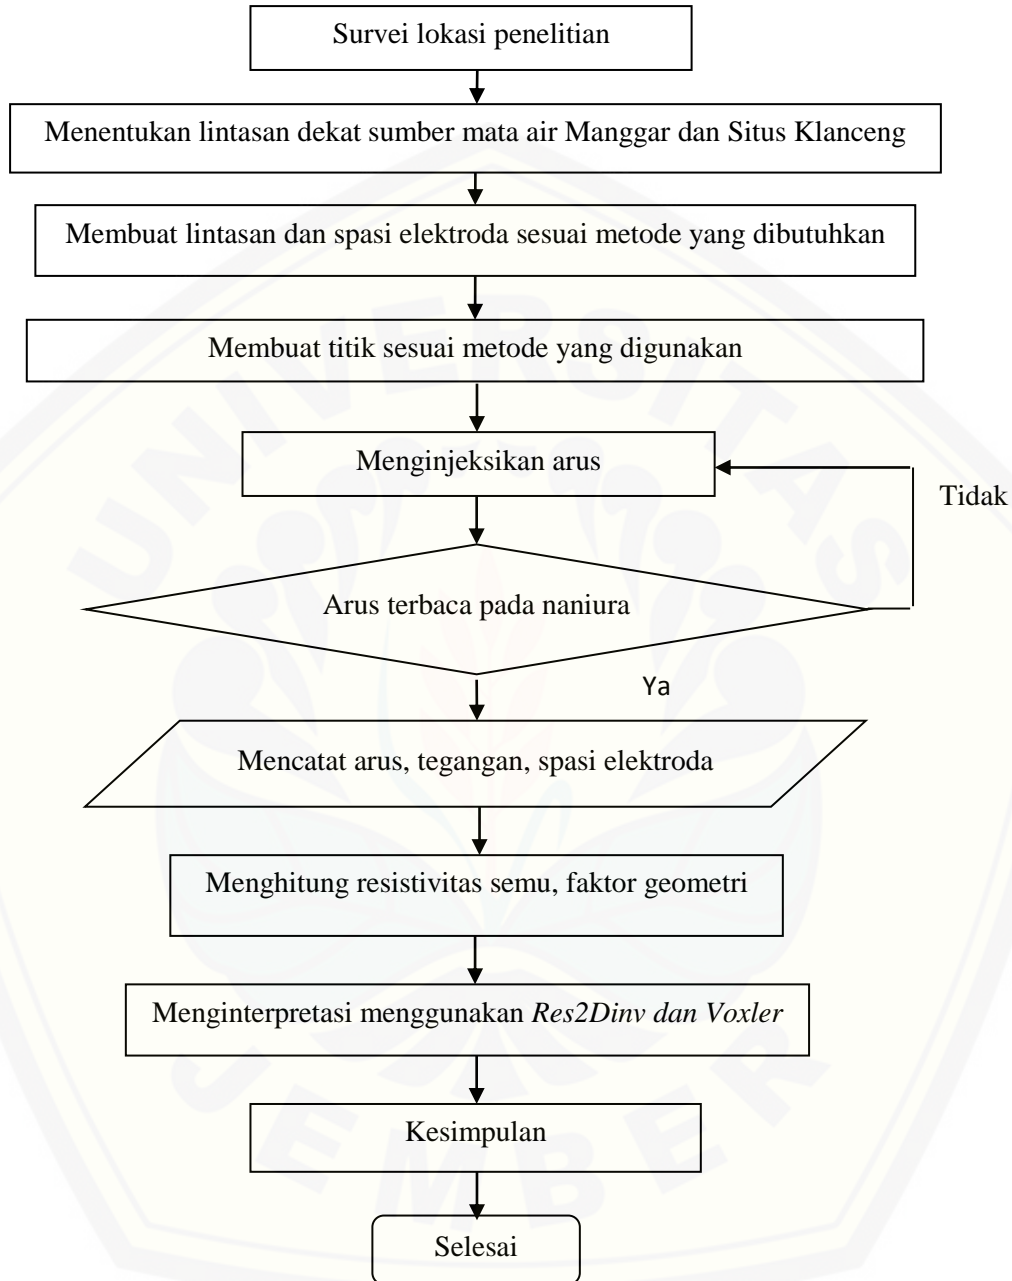 Survei lokasi penelitian
Menentukan lintasan dekat sumber mata air Manggar dan Situs Klanceng
Membuat lintasan dan spasi elektroda sesuai metode yang dibutuhkan
Membuat titik sesuai metode yang digunakan
Menginjeksikan arus
Tidak
Arus terbaca pada naniura
Ya
Mencatat arus, tegangan, spasi elektroda
Menghitung resistivitas semu, faktor geometri
Menginterpretasi menggunakan Res2Dinv dan Voxler
Kesimpulan
Selesai
UNIVERSITAS
JEMBER